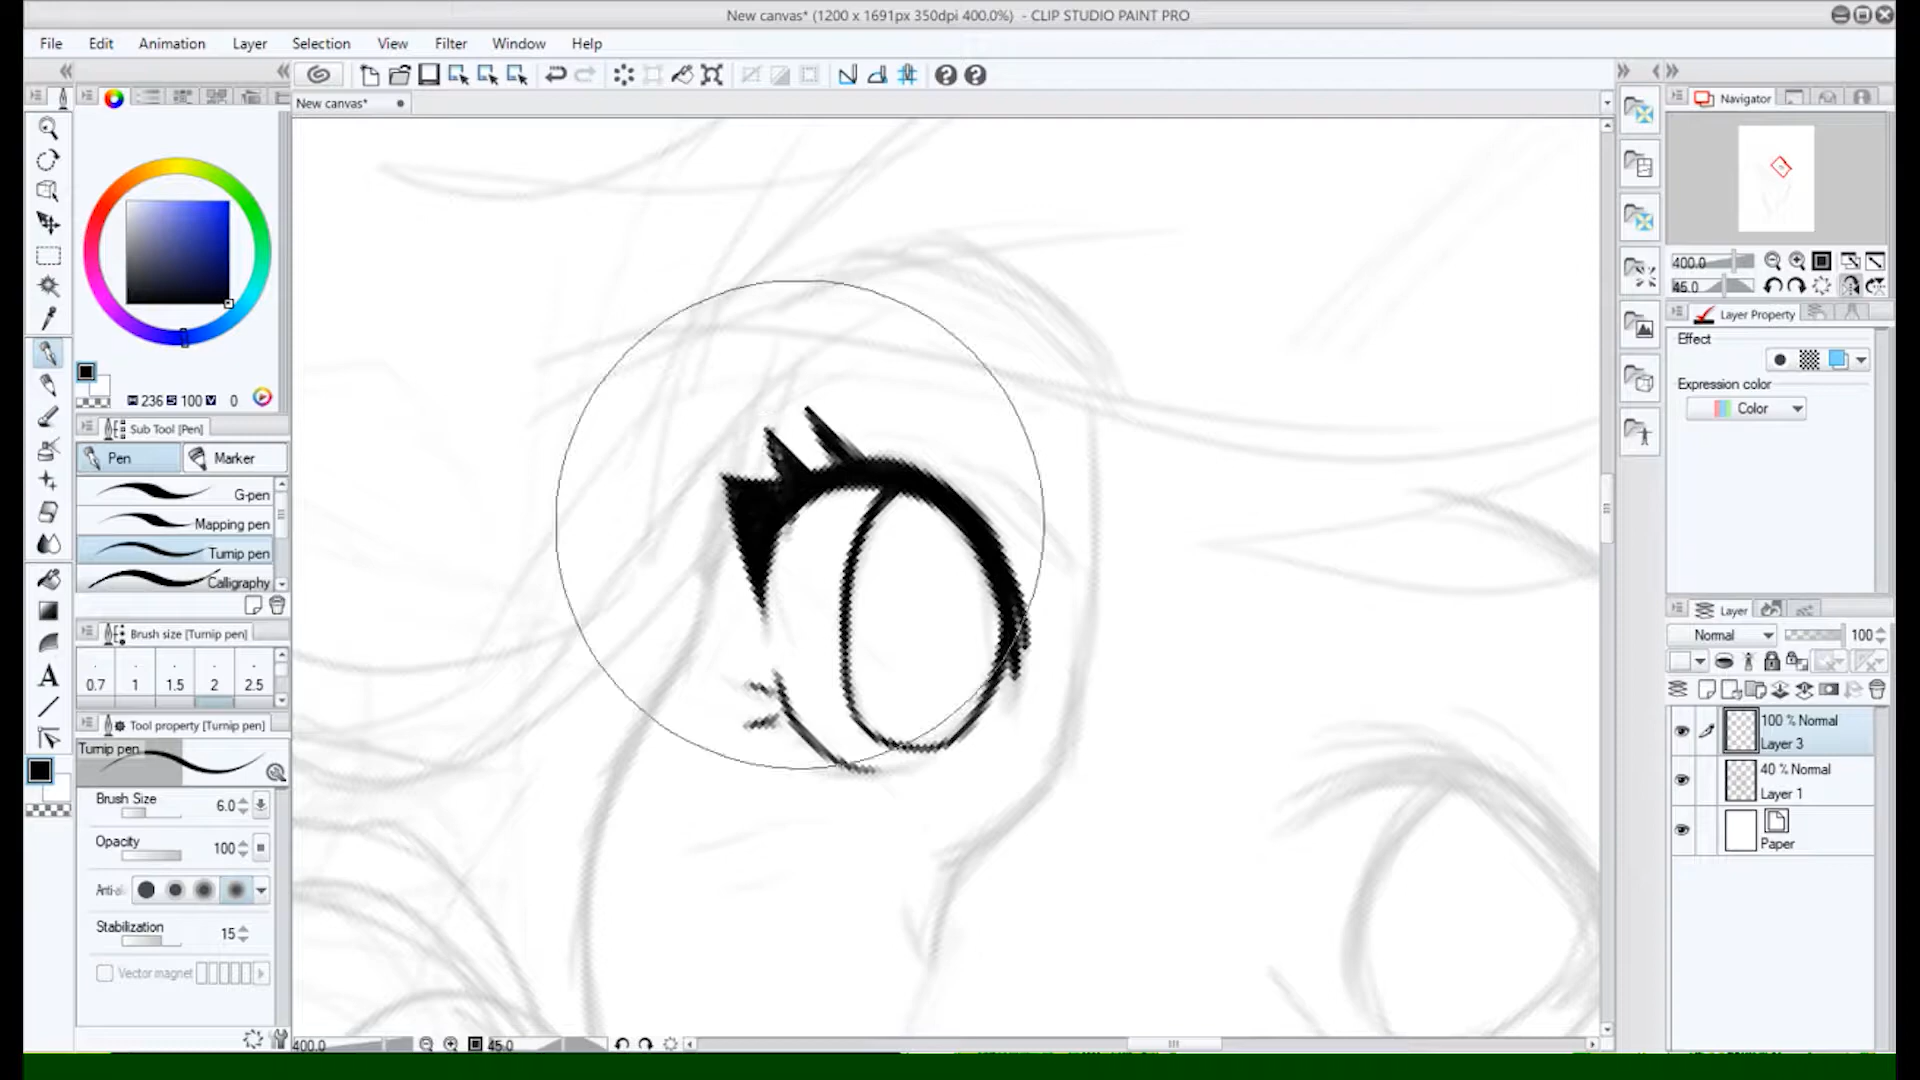 New canvas* (1200 x 1691px 350dpi 400.0%) - CLIP STUDIO PAINT PRO
File Edit Animation Layer Selection View Filter Window Help
New canvas*
Navigator
400.0
45.0
Layer Property
Effect
Expression color
Color
236 S 100 V 0
Sub Tool [Pen]
Pen Marker
G-pen
Mapping pen
Turnip pen
Calligraphy
Brush size [Turnip pen]
0.7 1 1.5 2 2.5
Tool property [Turnip pen]
Turnip pen
Brush Size 6.0
Opacity 100
Anti-al
Stabilization 15
Vector magnet
Layer
Normal 100
100 % Normal
Layer 3
40 % Normal
Layer 1
Paper
A
400.0 45.0